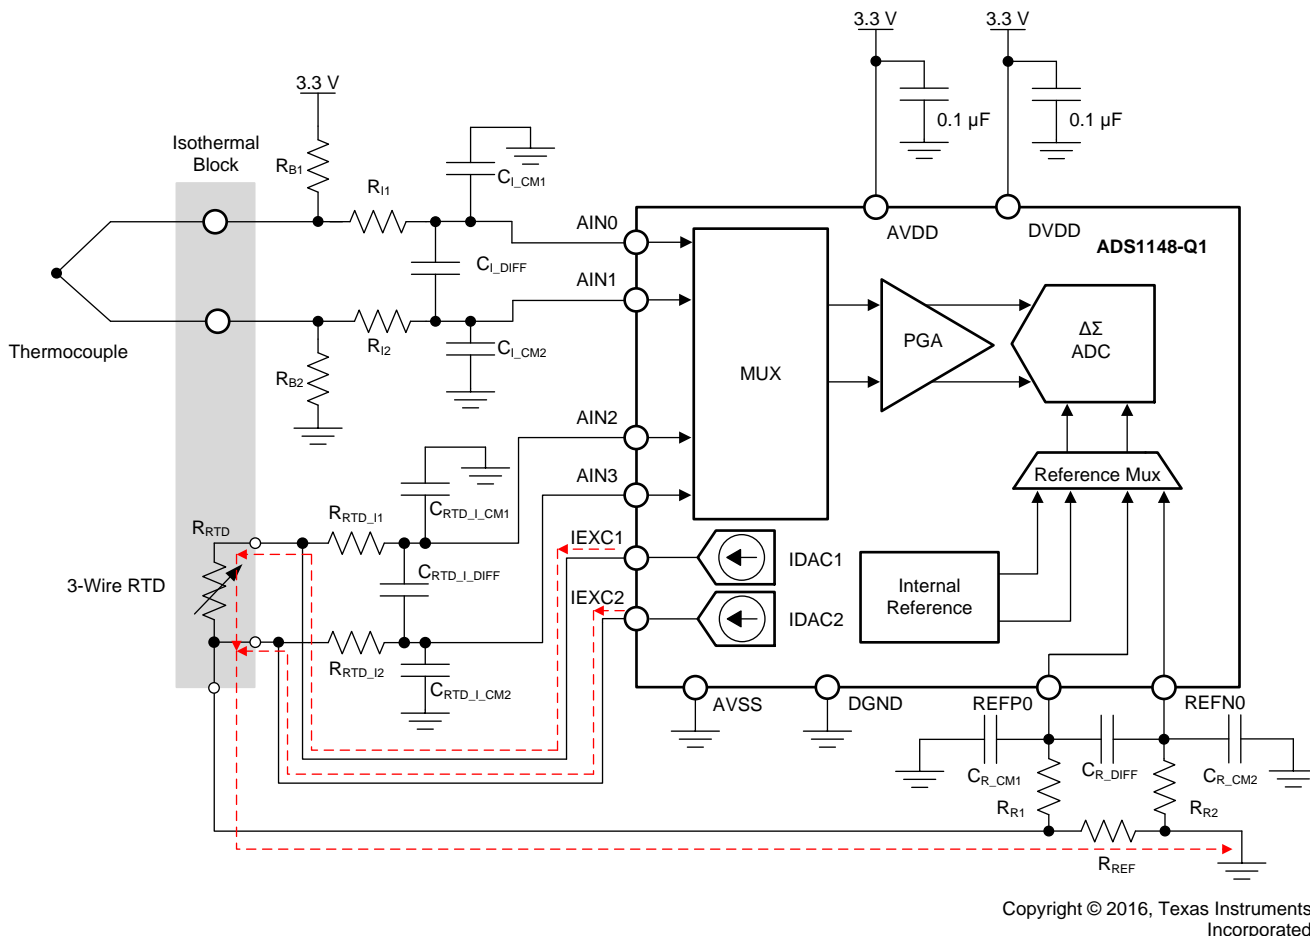 3.3 V
3.3 V
0.1 µF
0.1 µF
3.3 V
Isothermal
Block
RB1
RI1
CI_CM1
AIN0
AVDD
DVDD
ADS1148-Q1
CI_DIFF
AIN1
Thermocouple
RI2
CI_CM2
RB2
MUX
PGA
ΔΣ
ADC
AIN2
AIN3
Reference Mux
CRTD_I_CM1
RRTD_I1
RRTD
IEXC1
IDAC1
CRTD_I_DIFF
3-Wire RTD
IEXC2
IDAC2
Internal
Reference
RRTD_I2
CRTD_I_CM2
AVSS
DGND
REFP0
REFN0
CR_CM1
CR_DIFF
CR_CM2
RR1
RR2
RREF
Copyright © 2016, Texas Instruments
Incorporated